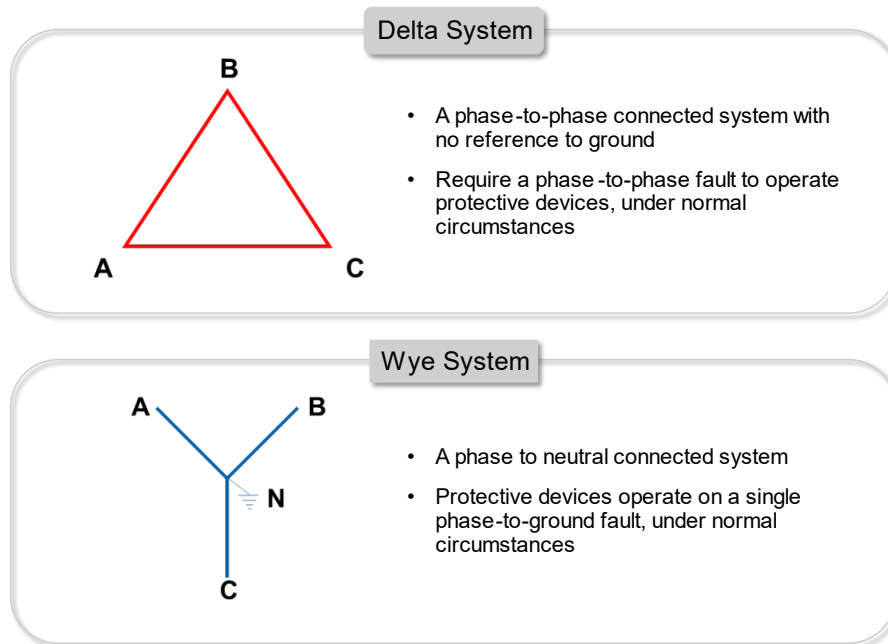 Delta System
B
A
C
• A phase-to-phase connected system with
no reference to ground
• Require a phase-to-phase fault to operate
protective devices, under normal
circumstances
Wye System
A
B
N
C
• A phase to neutral connected system
• Protective devices operate on a single
phase-to-ground fault, under normal
circumstances